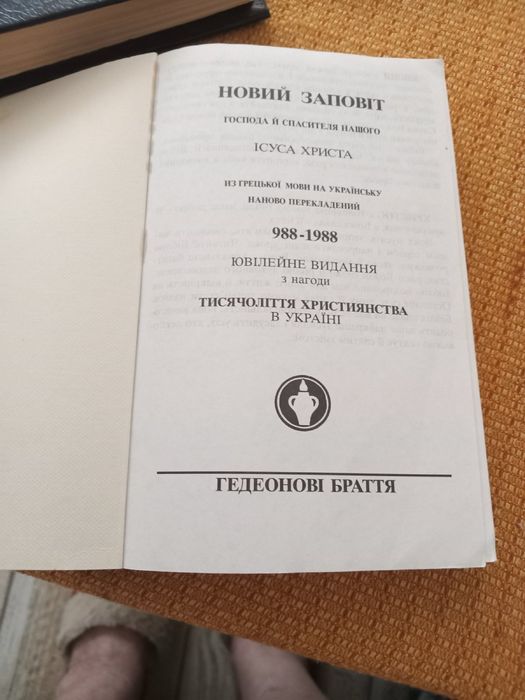 НОВИЙ ЗАПОВІТ
ГОСПОДА Й СПАСИТЕЛЯ НАШОГО
ІСУСА ХРИСТА
ИЗ ГРЕЦЬКОЇ МОВИ НА УКРАЇНСЬКУ
НАНОВО ПЕРЕКЛАДЕНИЙ
988-1988
ЮВІЛЕЙНЕ ВИДАННЯ
з нагоди
ТИСЯЧОЛІТТЯ ХРИСТИЯНСТВА
В УКРАЇНІ
ГЕДЕОНОВІ БРАТТЯ